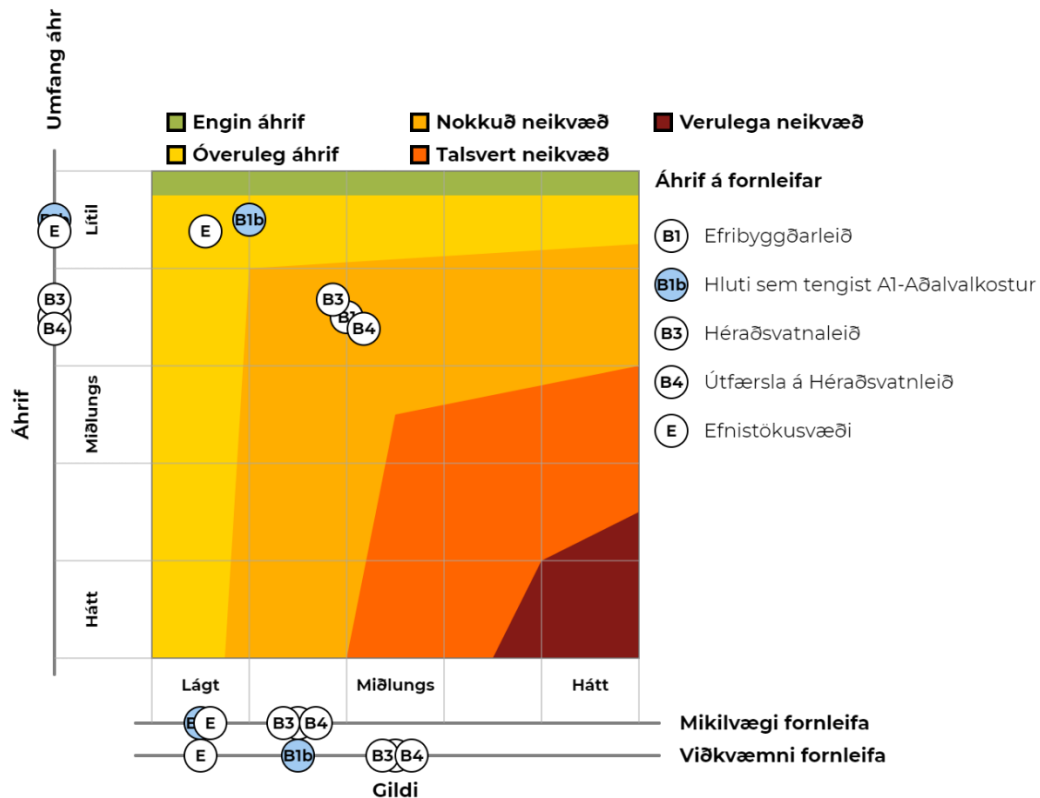 Umfang áhr
Engin áhrif
Nokkuð neikvæð
Verulega neikvæð
Óveruleg áhrif
Talsvert neikvæð
Áhrif á fornleifar
B1 Efribyggðarleið
B1b Hluti sem tengist A1-Aðalvalkostur
B3 Héraðsvatnaleið
B4 Útfærsla á Héraðsvatnleið
E Efnistökusvæði
Lítil
Miðlungs
Hátt
Áhrif
E
B3
B4
E
B1b
B3
B1
B4
Lágt
Miðlungs
Hátt
E
B3
B4
Mikilvægi fornleifa
E
B1b
B3
B4
Viðkvæmni fornleifa
Gildi